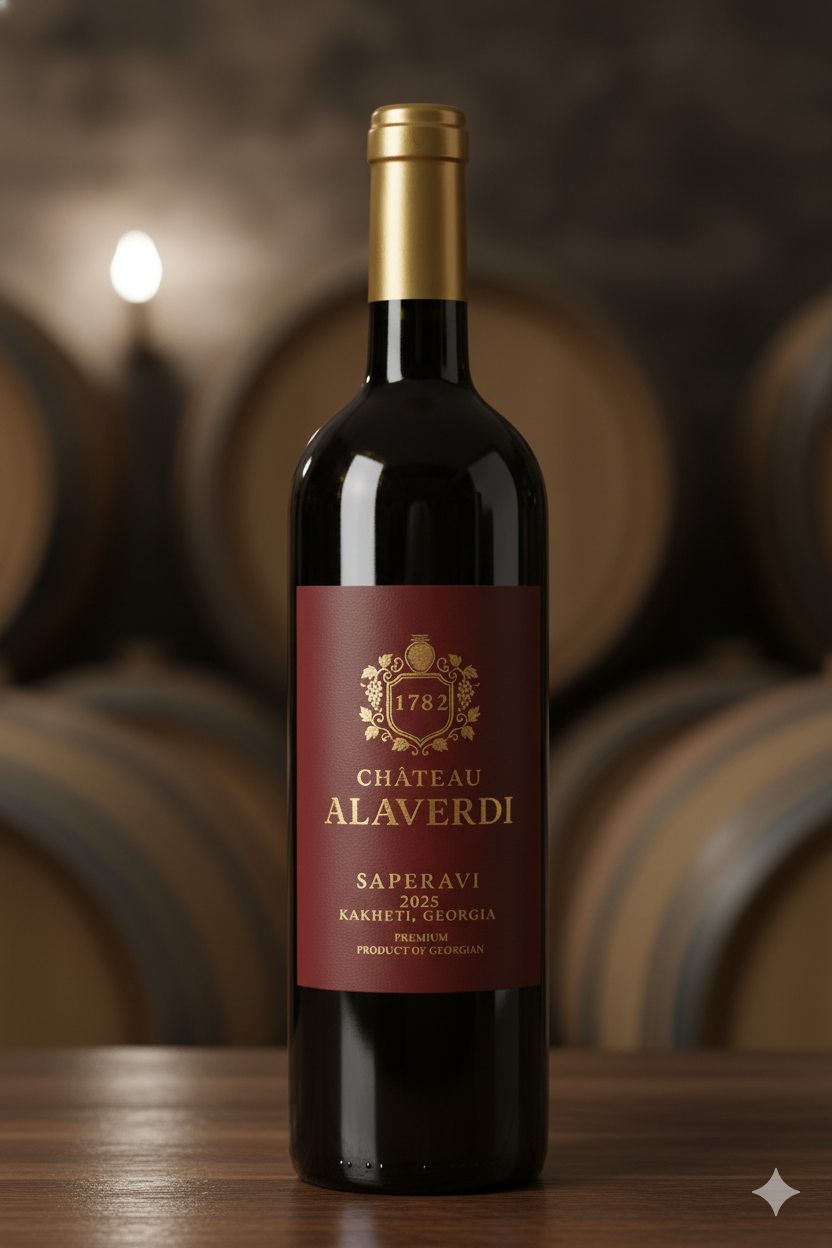 1782
CHÂTEAU
ALAVERDI
SAPERAVI
2025
KAKHETI, GEORGIA
PREMIUM
PRODUCT OF GEORGIAN